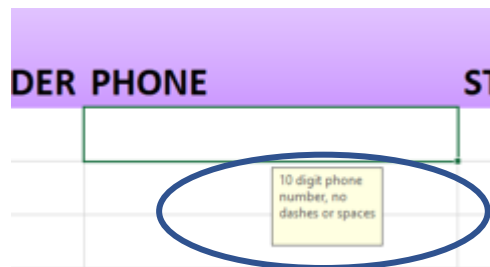 DER PHONE ST
10 digit phone
number, no
dashes or spaces